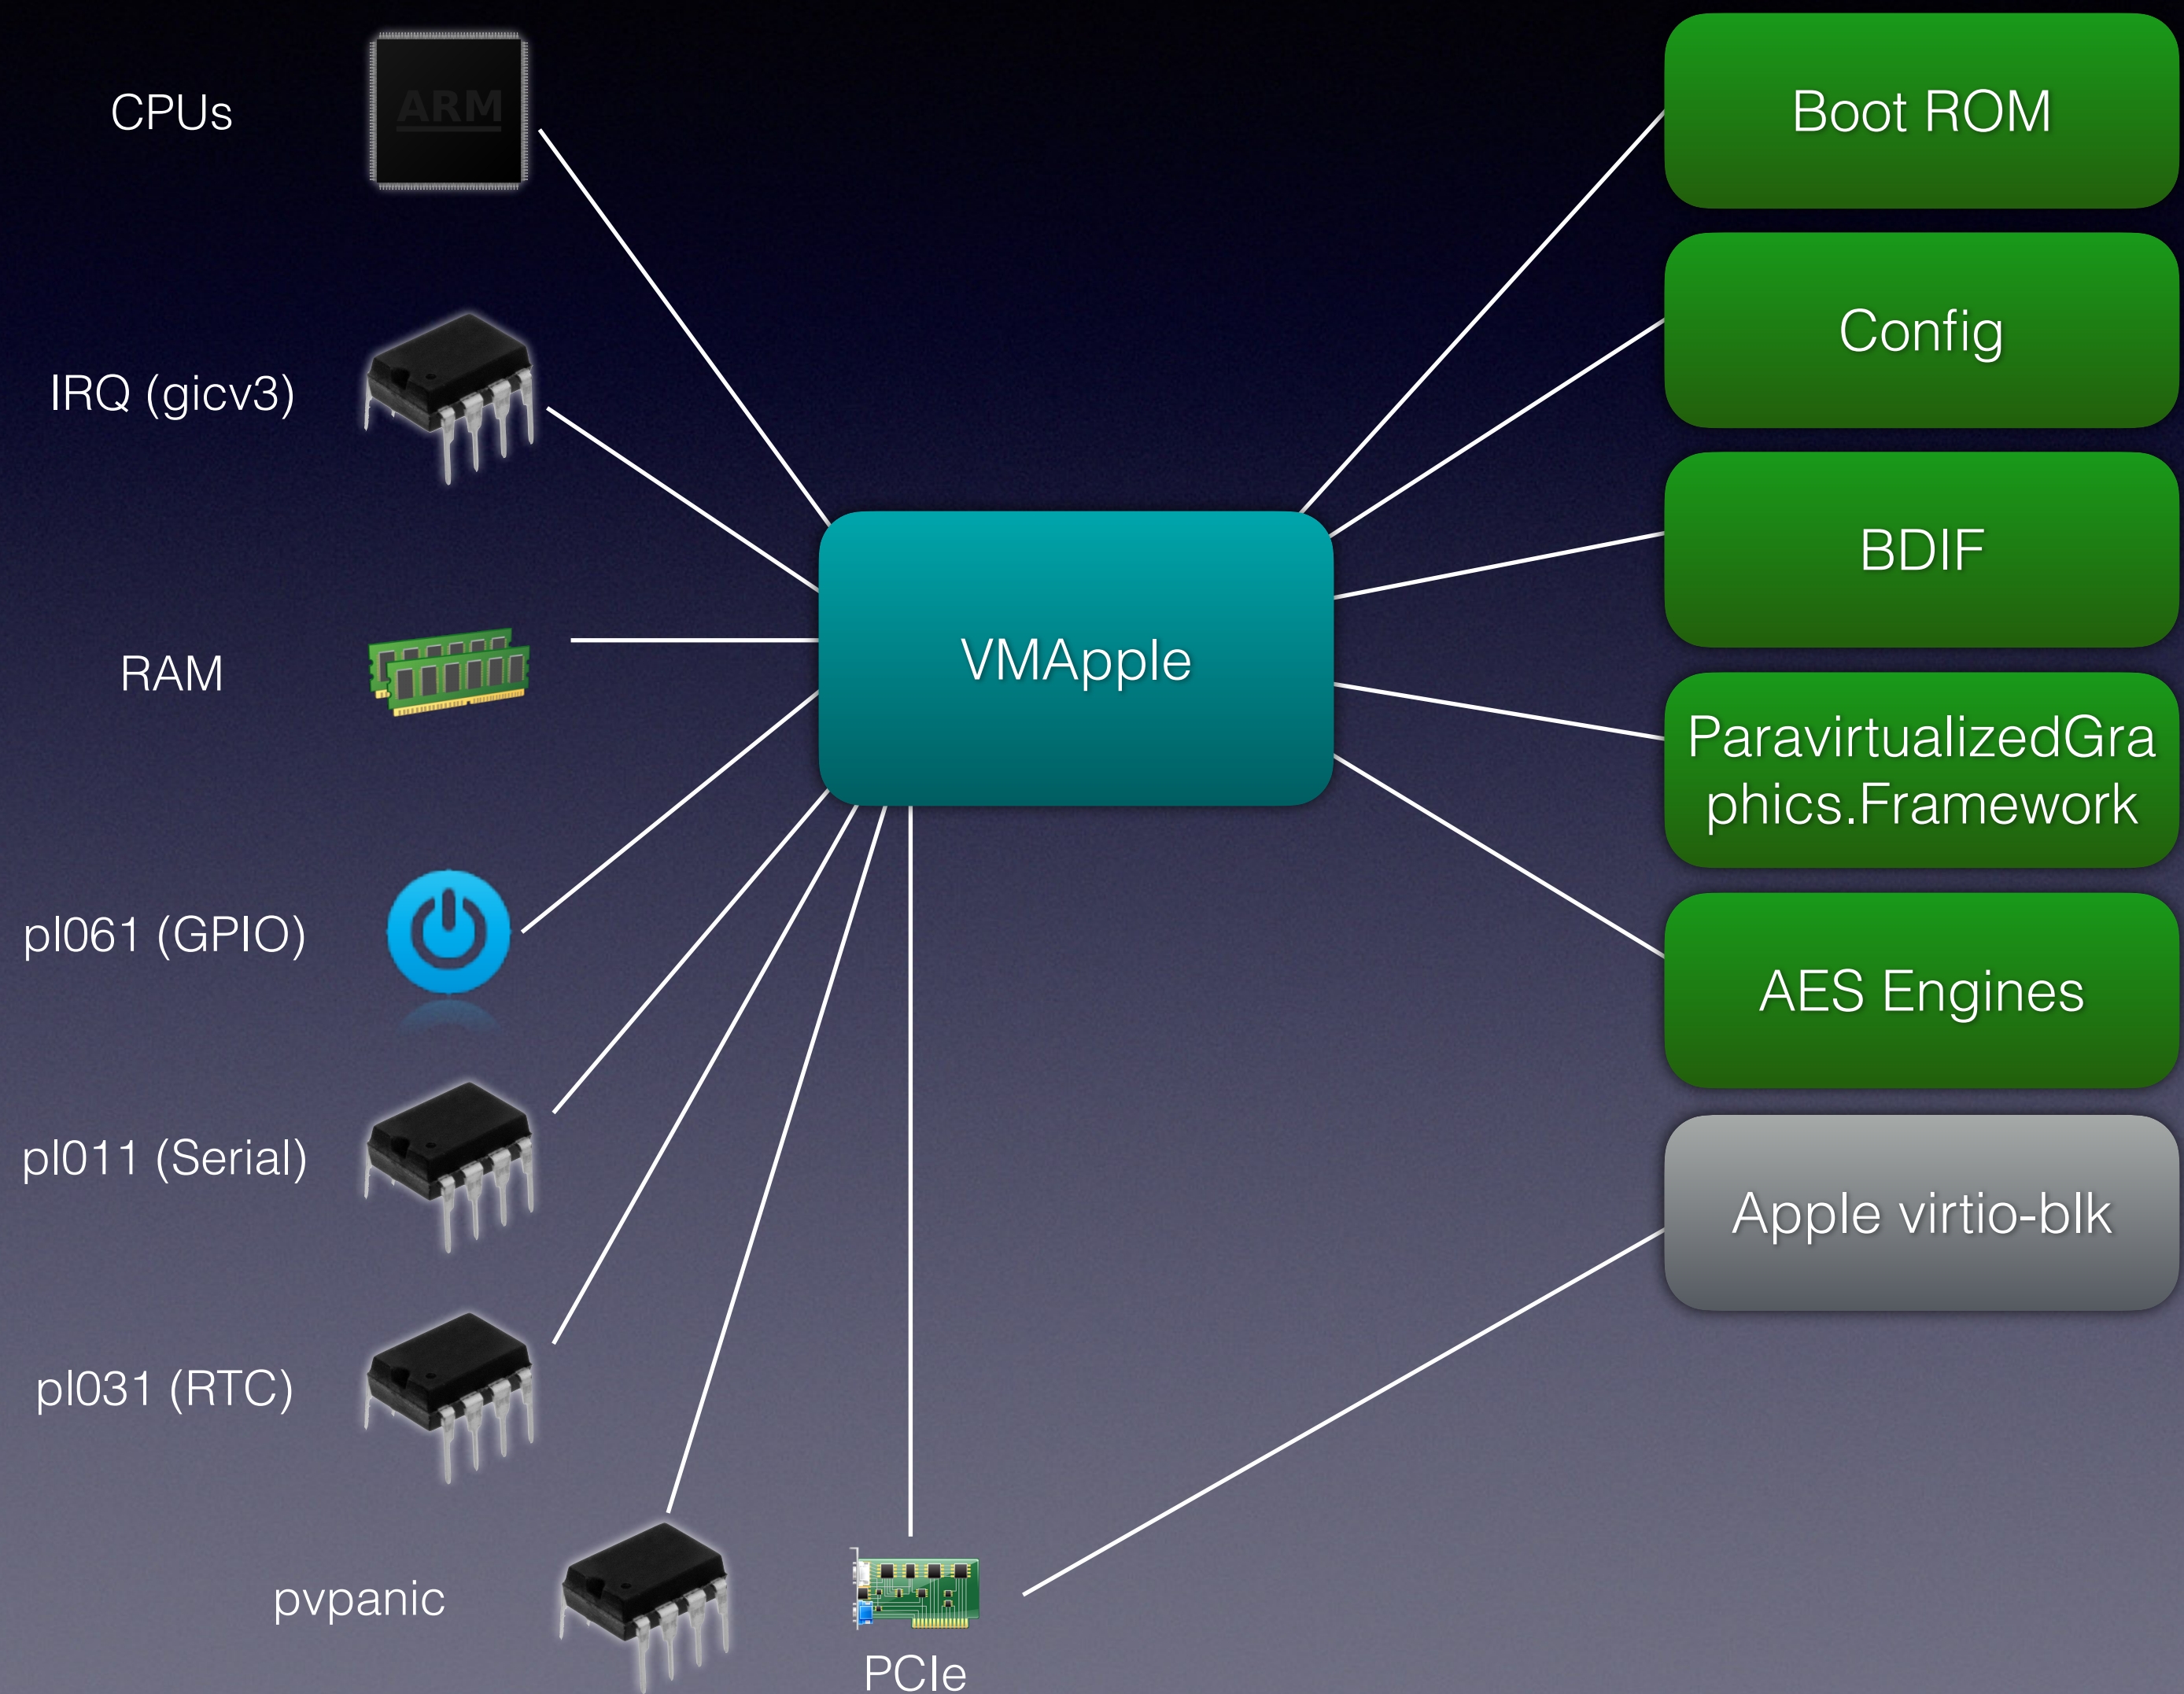 CPUs
ARM
IRQ (gicv3)
RAM
pl061 (GPIO)
pl011 (Serial)
pl031 (RTC)
pvpanic
PCIe
VMApple
Boot ROM
Config
BDIF
ParavirtualizedGra
phics.Framework
AES Engines
Apple virtio-blk